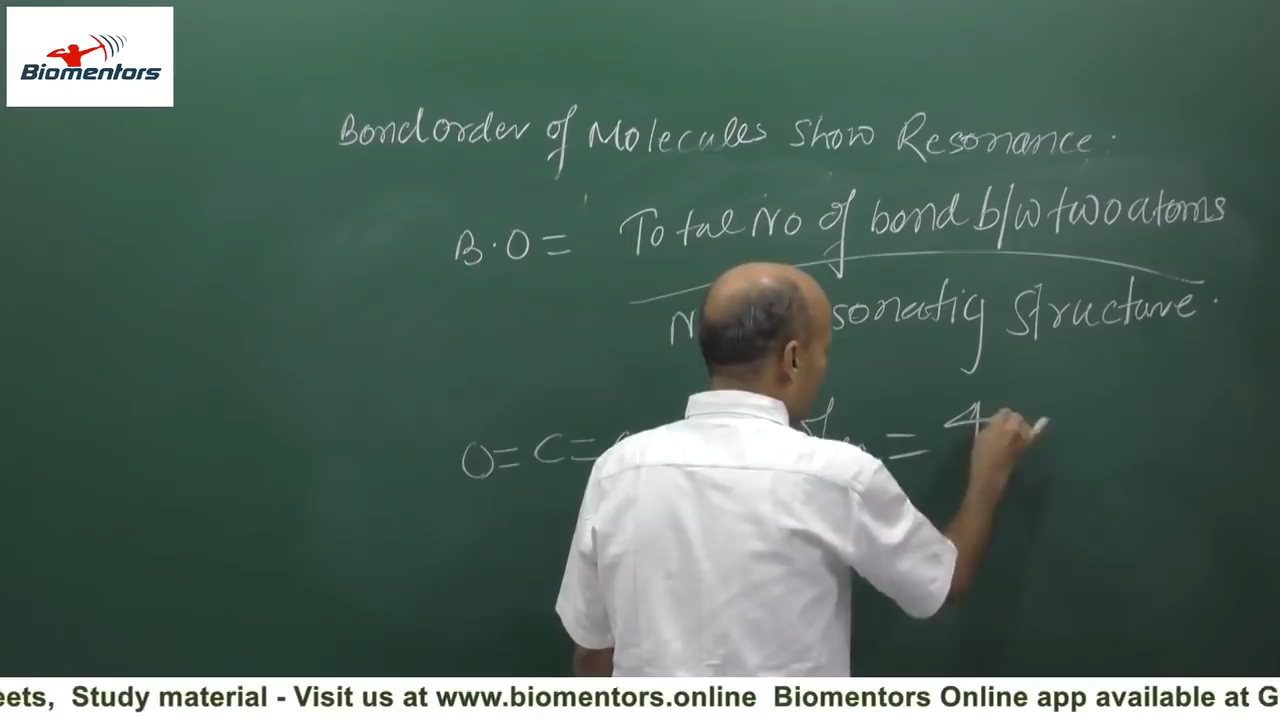 Biomentors
Bondorder of Molecules Show Resonance.
B.O = Total No of bond b/w two atoms
Structure.
O = C =
= 4
eets, Study material - Visit us at www.biomentors.online Biomentors Online app available at G